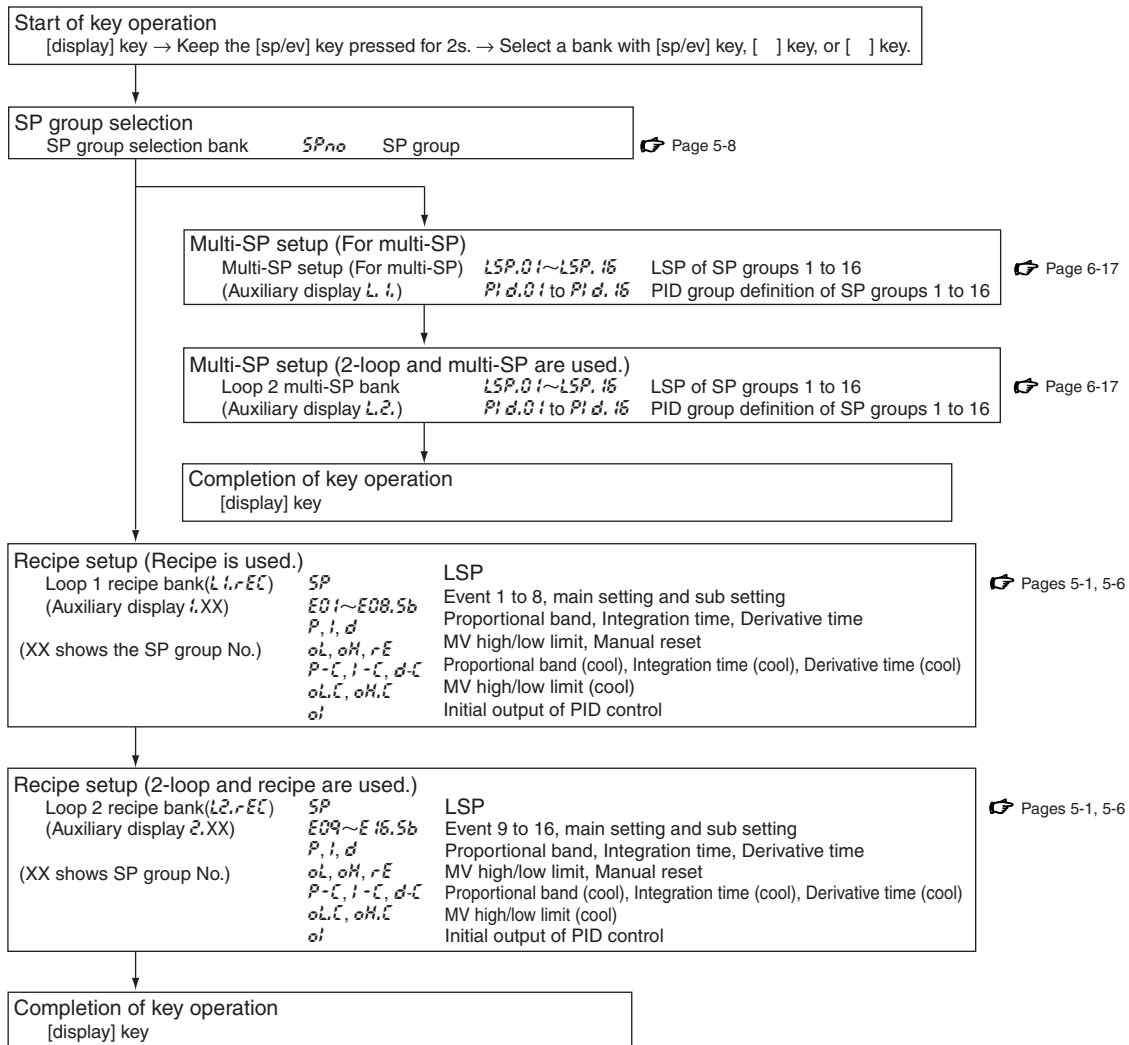 Start of key operation
[display] key → Keep the [sp/ev] key pressed for 2s. → Select a bank with [sp/ev] key, [ ] key, or [ ] key.
SP group selection
SP group selection bank SPno SP group
Page 5-8
Multi-SP setup (For multi-SP)
Multi-SP setup (For multi-SP) LSP.01~LSP.16 LSP of SP groups 1 to 16
Page 6-17
(Auxiliary display L.1.) PId.01 to PId.16 PID group definition of SP groups 1 to 16
Multi-SP setup (2-loop and multi-SP are used.)
Loop 2 multi-SP bank LSP.01~LSP.16 LSP of SP groups 1 to 16
Page 6-17
(Auxiliary display L.2.) PId.01 to PId.16 PID group definition of SP groups 1 to 16
Completion of key operation
[display] key
Recipe setup (Recipe is used.)
Loop 1 recipe bank(L1.rEC) SP LSP
Pages 5-1, 5-6
(Auxiliary display 1.XX) E01~E08.Sb Event 1 to 8, main setting and sub setting
P, I, d Proportional band, Integration time, Derivative time
(XX shows the SP group No.) oL, oH, rE MV high/low limit, Manual reset
P-C, I-C, d-C Proportional band (cool), Integration time (cool), Derivative time (cool)
oL.C, oH.C MV high/low limit (cool)
oI Initial output of PID control
Recipe setup (2-loop and recipe are used.)
Loop 2 recipe bank(L2.rEC) SP LSP
Pages 5-1, 5-6
(Auxiliary display 2.XX) E09~E16.Sb Event 9 to 16, main setting and sub setting
P, I, d Proportional band, Integration time, Derivative time
(XX shows SP group No.) oL, oH, rE MV high/low limit, Manual reset
P-C, I-C, d-C Proportional band (cool), Integration time (cool), Derivative time (cool)
oL.C, oH.C MV high/low limit (cool)
oI Initial output of PID control
Completion of key operation
[display] key